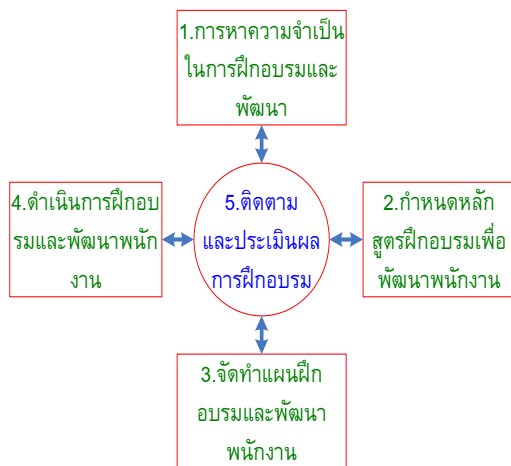 1.การหาความจำเป็น
ในการฝึกอบรมและ
พัฒนา
4.ดำเนินการฝึกอบ
รมและพัฒนาพนัก
งาน
5.ติดตาม
และประเมินผล
การฝึกอบรม
2.กำหนดหลัก
สูตรฝึกอบรมเพื่อ
พัฒนาพนักงาน
3.จัดทำแผนฝึก
อบรมและพัฒนา
พนักงาน